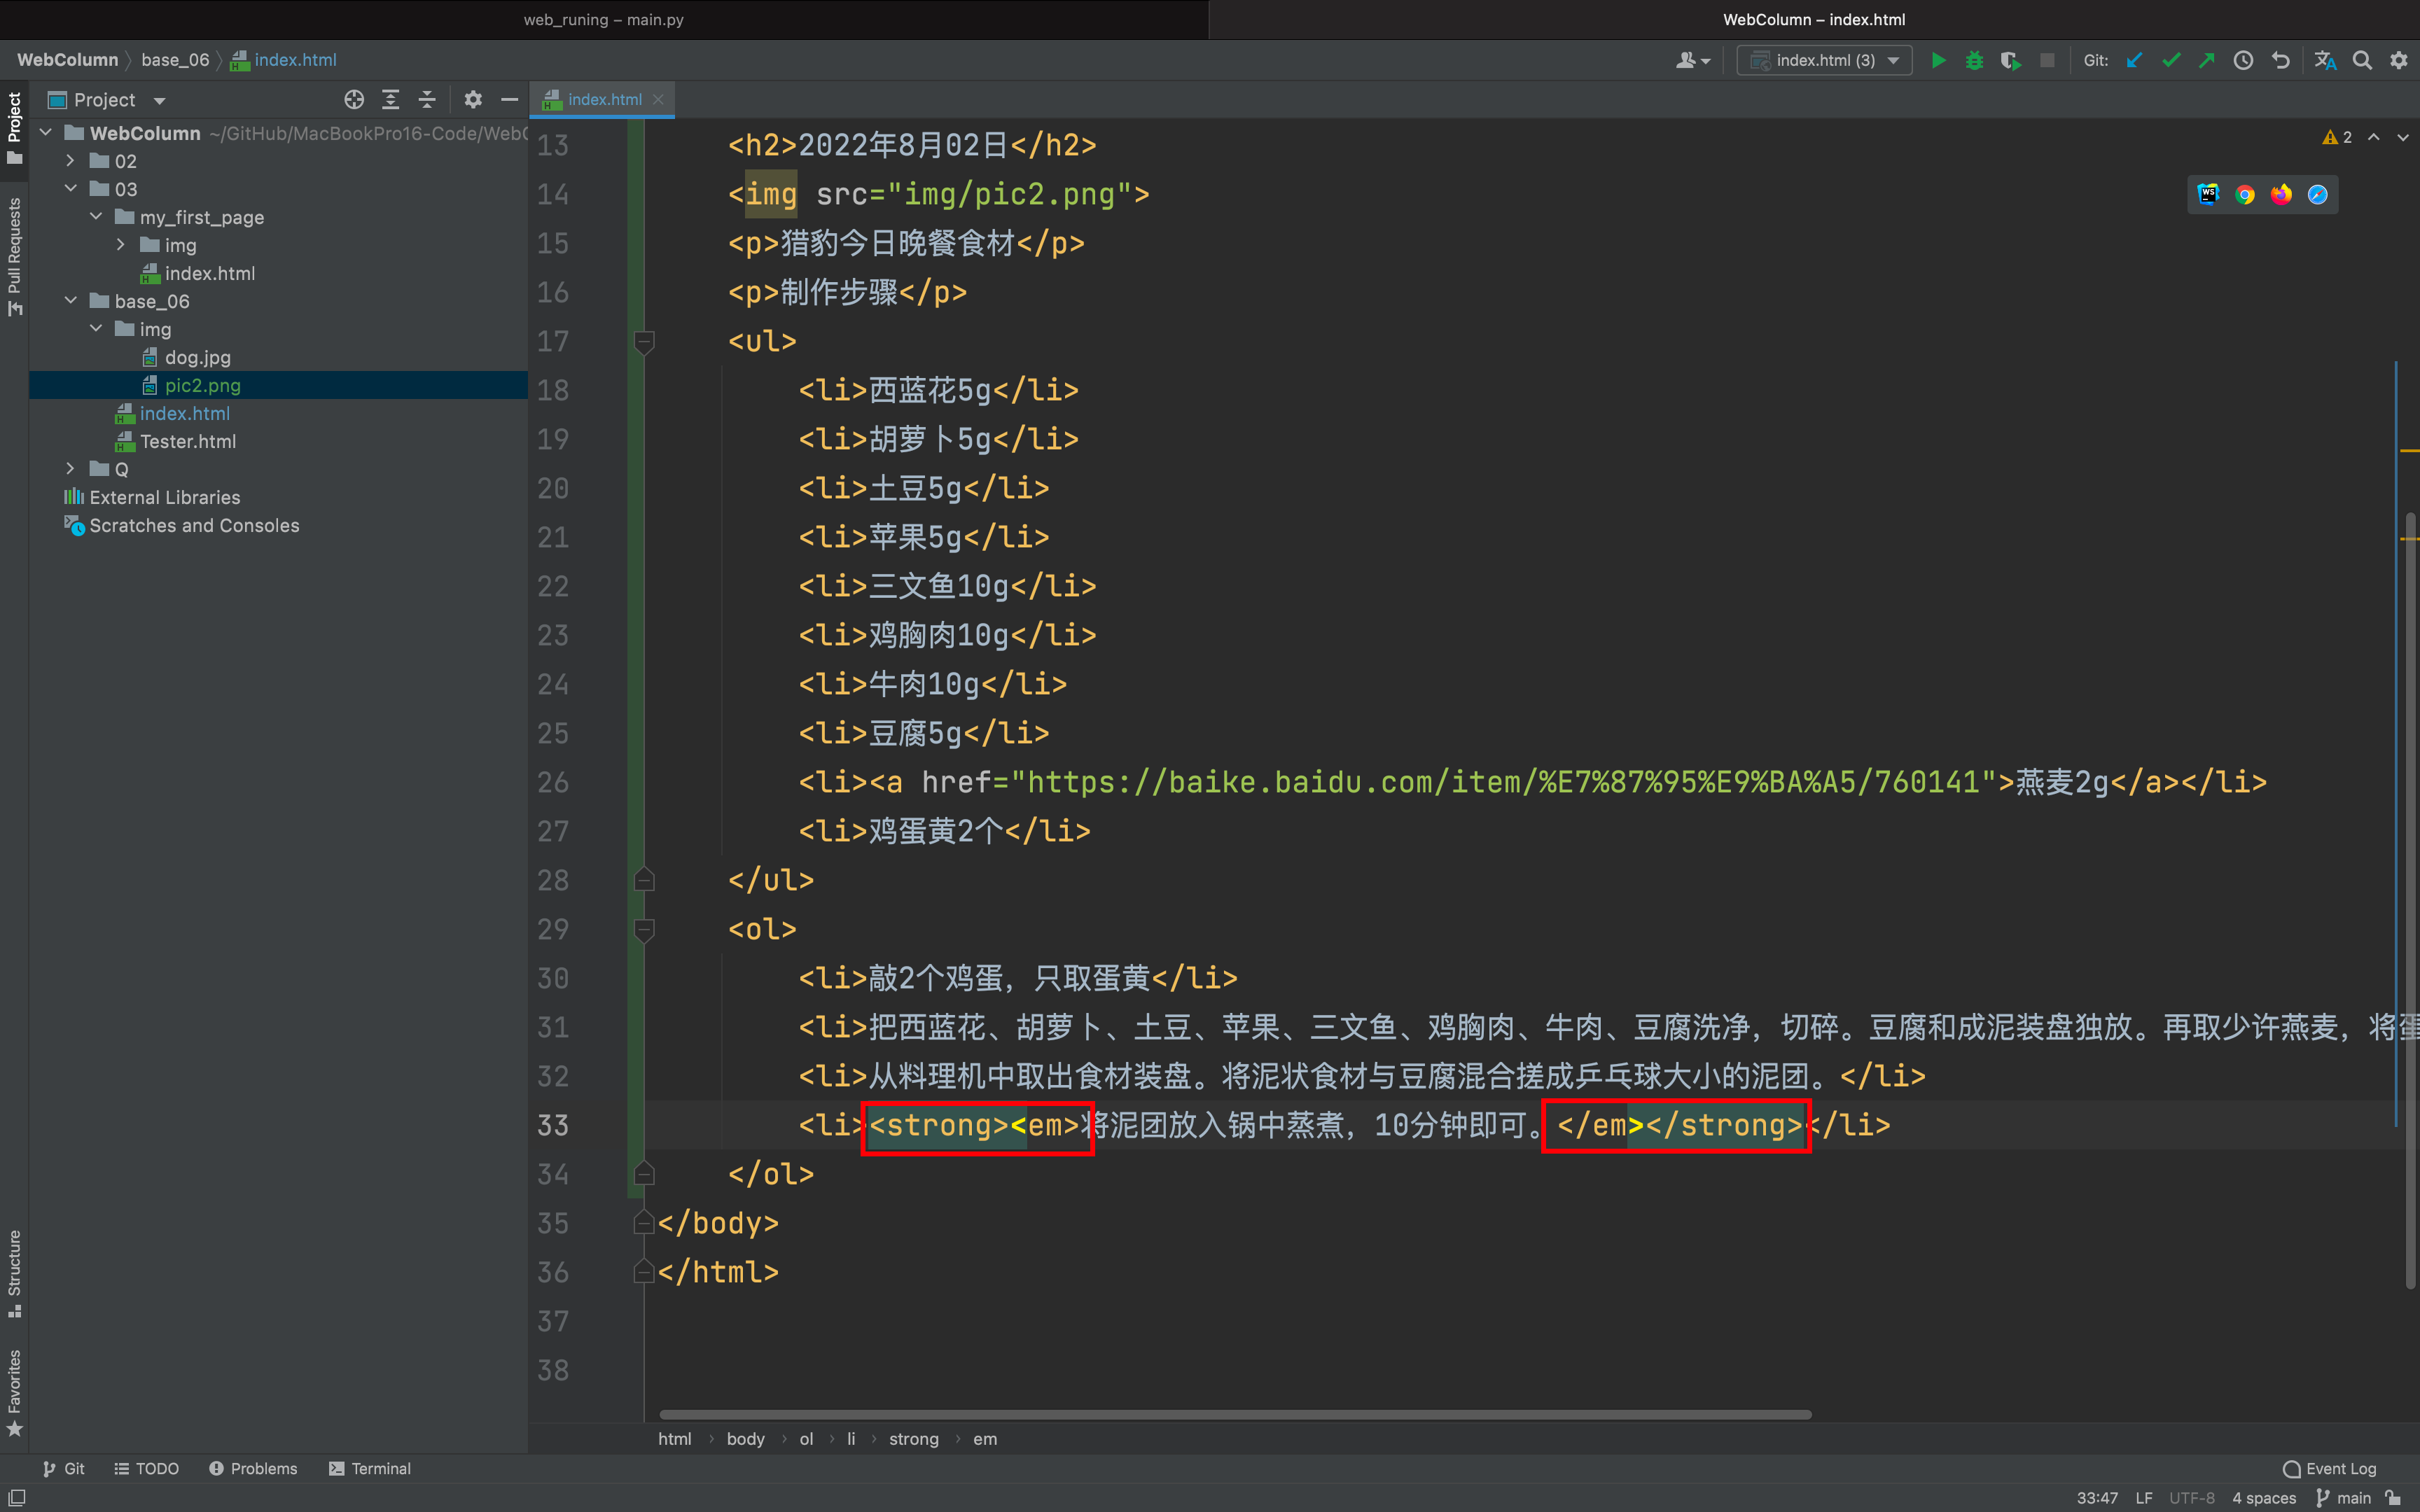 web_runing – main.py
WebColumn – index.html
WebColumn 〉 base_06 〉 index.html
index.html (3)
Git:
Project
index.html
Project
Pull Requests
Structure
Favorites
WebColumn ~/GitHub/MacBookPro16-Code/WebC
02
03
my_first_page
img
index.html
base_06
img
dog.jpg
pic2.png
index.html
Tester.html
Q
External Libraries
Scratches and Consoles
2
13 <h2>2022年8月02日</h2>
14 <img src="img/pic2.png">
15 <p>猎豹今日晚餐食材</p>
16 <p>制作步骤</p>
17 <ul>
18 <li>西蓝花5g</li>
19 <li>胡萝卜5g</li>
20 <li>土豆5g</li>
21 <li>苹果5g</li>
22 <li>三文鱼10g</li>
23 <li>鸡胸肉10g</li>
24 <li>牛肉10g</li>
25 <li>豆腐5g</li>
26 <li><a href="https://baike.baidu.com/item/%E7%87%95%E9%BA%A5/760141">燕麦2g</a></li>
27 <li>鸡蛋黄2个</li>
28 </ul>
29 <ol>
30 <li>敲2个鸡蛋，只取蛋黄</li>
31 <li>把西蓝花、胡萝卜、土豆、苹果、三文鱼、鸡胸肉、牛肉、豆腐洗净，切碎。豆腐和成泥装盘独放。再取少许燕麦，将蛋
32 <li>从料理机中取出食材装盘。将泥状食材与豆腐混合搓成乒乓球大小的泥团。</li>
33 <li><strong><em>将泥团放入锅中蒸煮，10分钟即可。</em></strong></li>
34 </ol>
35 </body>
36 </html>
37
38
html › body › ol › li › strong › em
Git TODO Problems Terminal
Event Log
33:47 LF UTF-8 4 spaces main